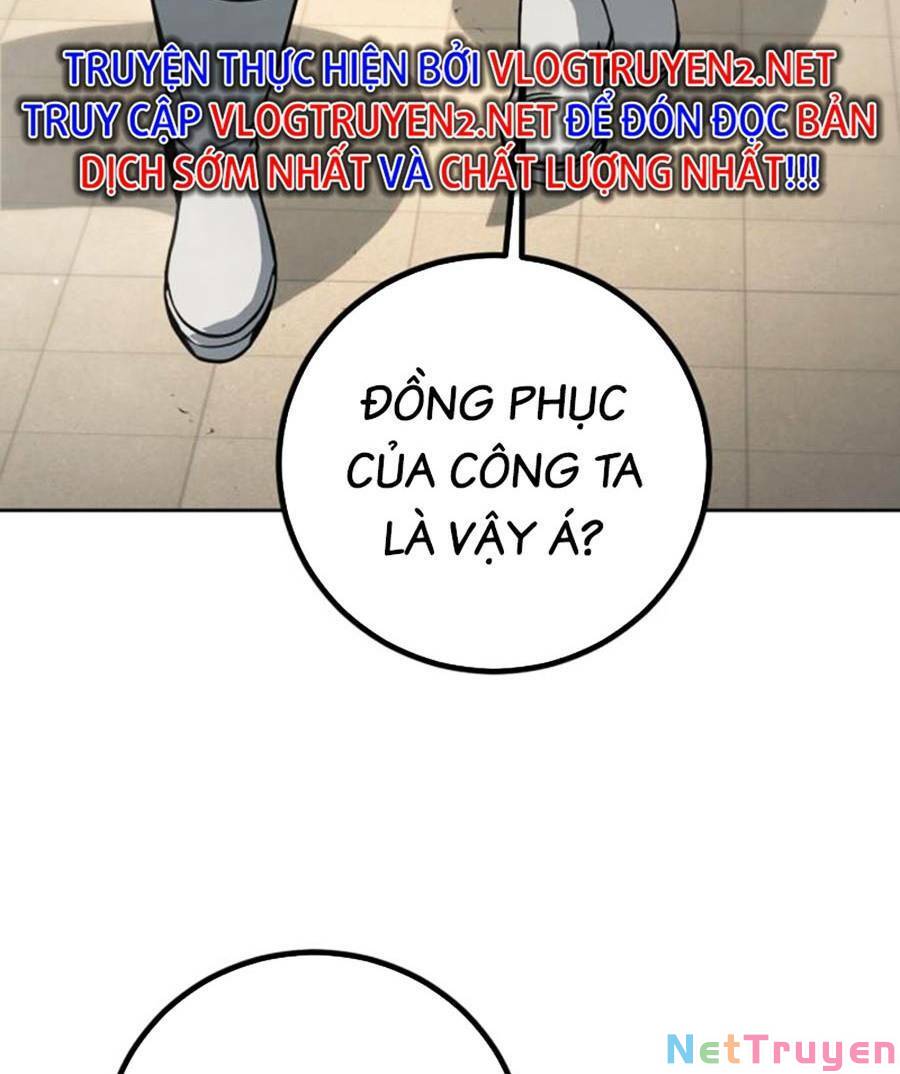 TRUYỆN THỰC HIỆN BỞI VLOGTRUYEN2.NET
TRUY CẬP VLOGTRUYEN2.NET ĐỂ ĐÓN ĐỌC BẢN
DỊCH SỚM NHẤT VÀ CHẤT LƯỢNG NHẤT!!!
ĐỒNG PHỤC
CỦA CÔNG TA
LÀ VẬY Á?
NetTruyen